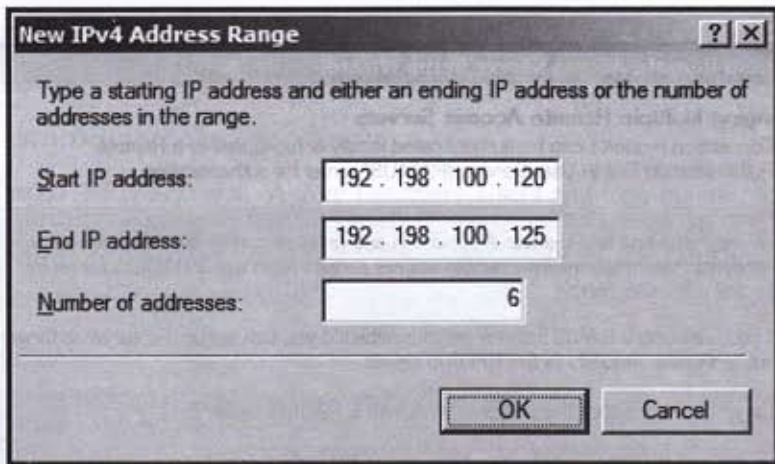 New IPv4 Address Range
Type a starting IP address and either an ending IP address or the number of
addresses in the range.
Start IP address: 192 . 198 . 100 . 120
End IP address: 192 . 198 . 100 . 125
Number of addresses: 6
OK Cancel